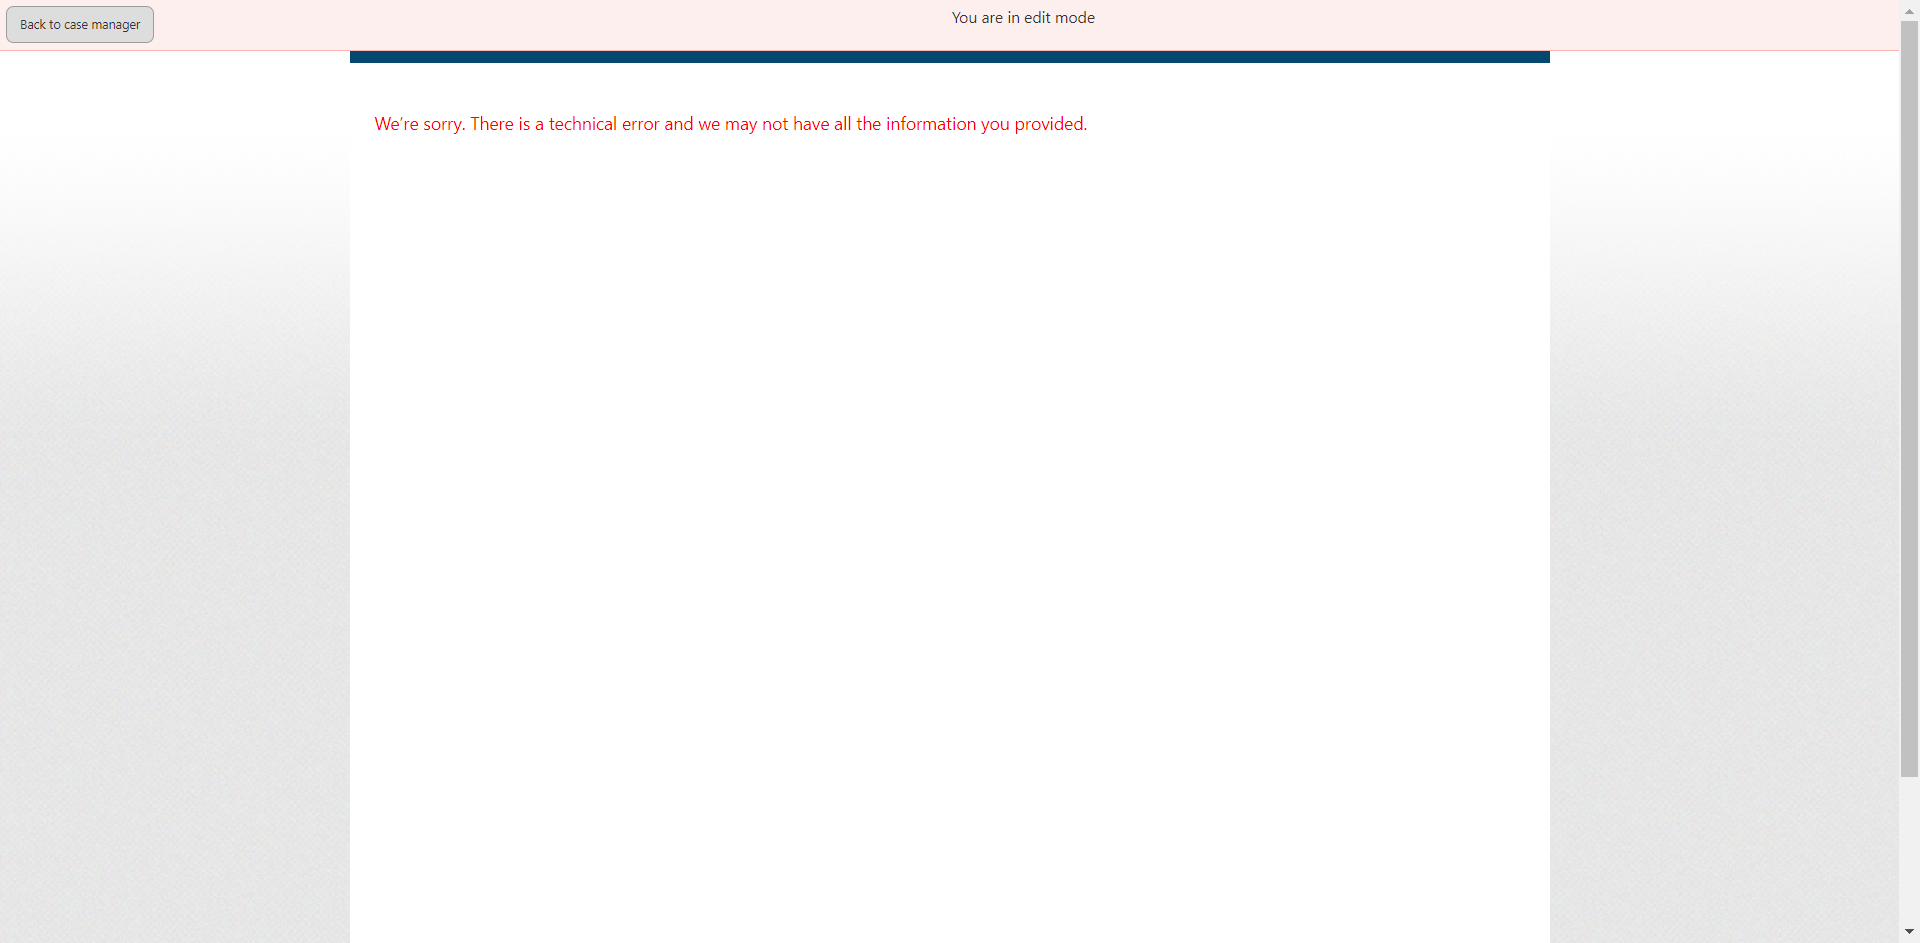 Back to case manager
You are in edit mode
We're sorry. There is a technical error and we may not have all the information you provided.